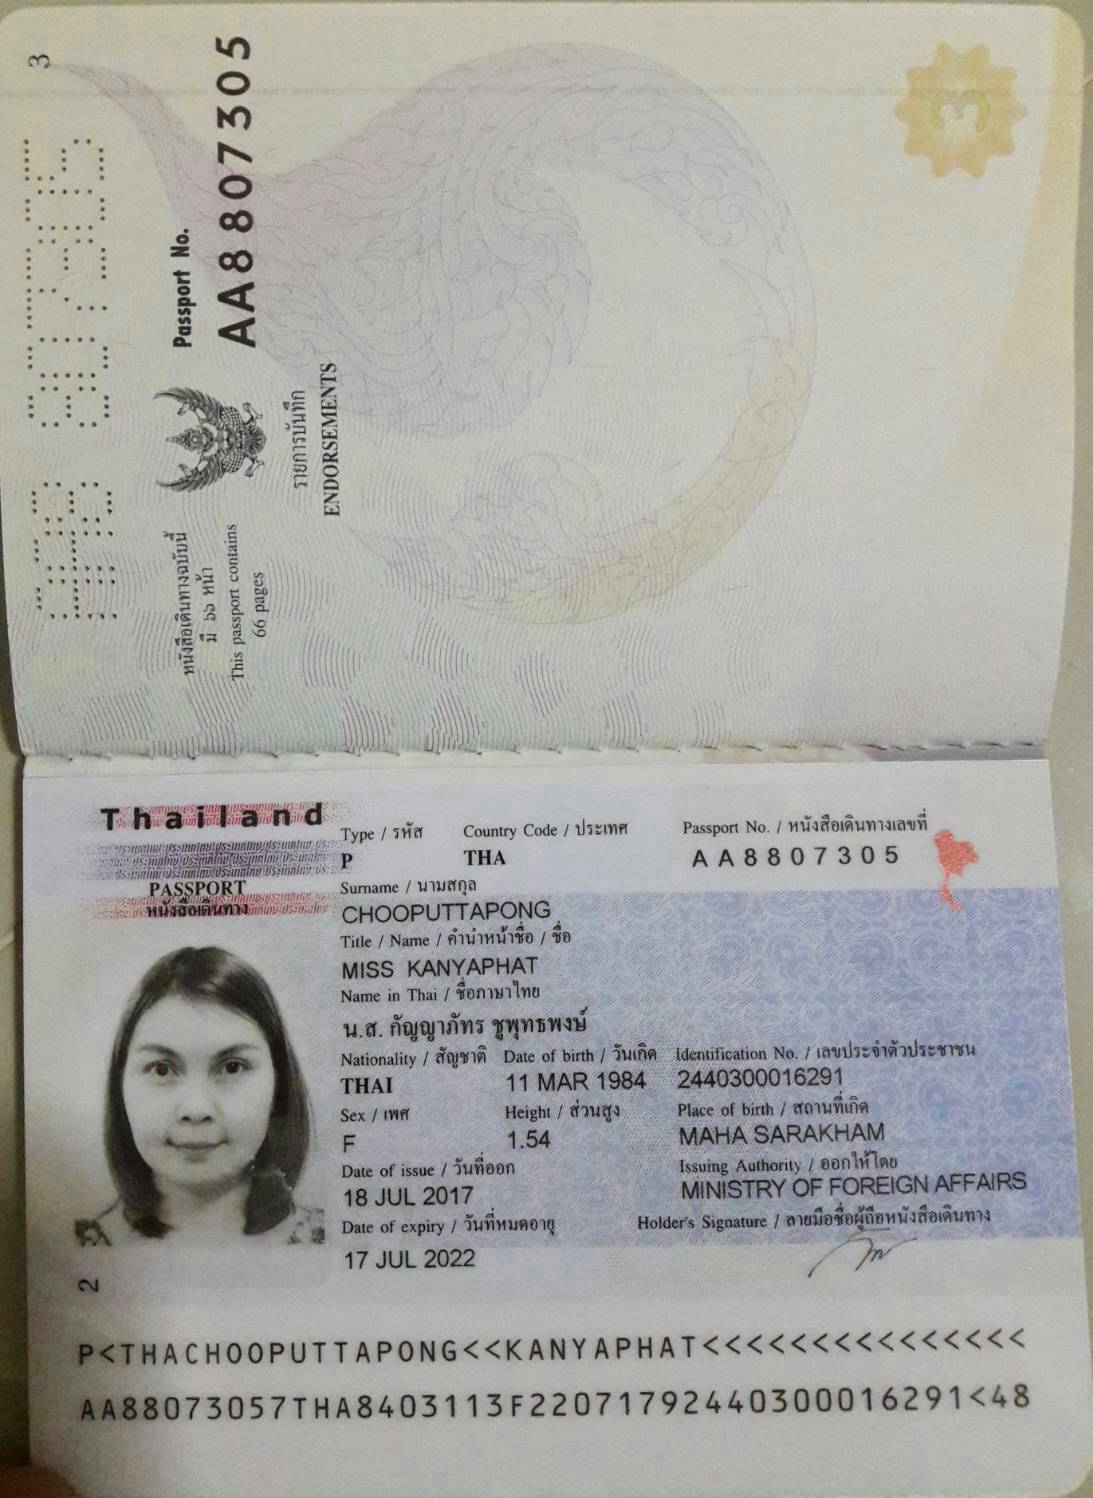 3
Passport No.
AA8807305
หนังสือเดินทางฉบับนี้
มี ๖๖ หน้า
This passport contains
66 pages
รายการบันทึก
ENDORSEMENTS
Thailand
PASSPORT
หนังสือเดินทาง
Type / รหัส Country Code / ประเทศ Passport No. / หนังสือเดินทางเลขที่
P THA AA8807305
Surname / นามสกุล
CHOOPUTTAPONG
Title / Name / คำนำหน้าชื่อ / ชื่อ
MISS KANYAPHAT
Name in Thai / ชื่อภาษาไทย
น.ส. กัญญาภัทร ชูพุทธพงษ์
Nationality / สัญชาติ Date of birth / วันเกิด Identification No. / เลขประจำตัวประชาชน
THAI 11 MAR 1984 2440300016291
Sex / เพศ Height / ส่วนสูง Place of birth / สถานที่เกิด
F 1.54 MAHA SARAKHAM
Date of issue / วันที่ออก Issuing Authority / ออกให้โดย
18 JUL 2017 MINISTRY OF FOREIGN AFFAIRS
Date of expiry / วันที่หมดอายุ Holder's Signature / ลายมือชื่อผู้ถือหนังสือเดินทาง
17 JUL 2022
2
P<THACHOOPUTTAPONG<<KANYAPHAT<<<<<<<<<<<<<<<
AA88073057THA8403113F22071792440300016291<48